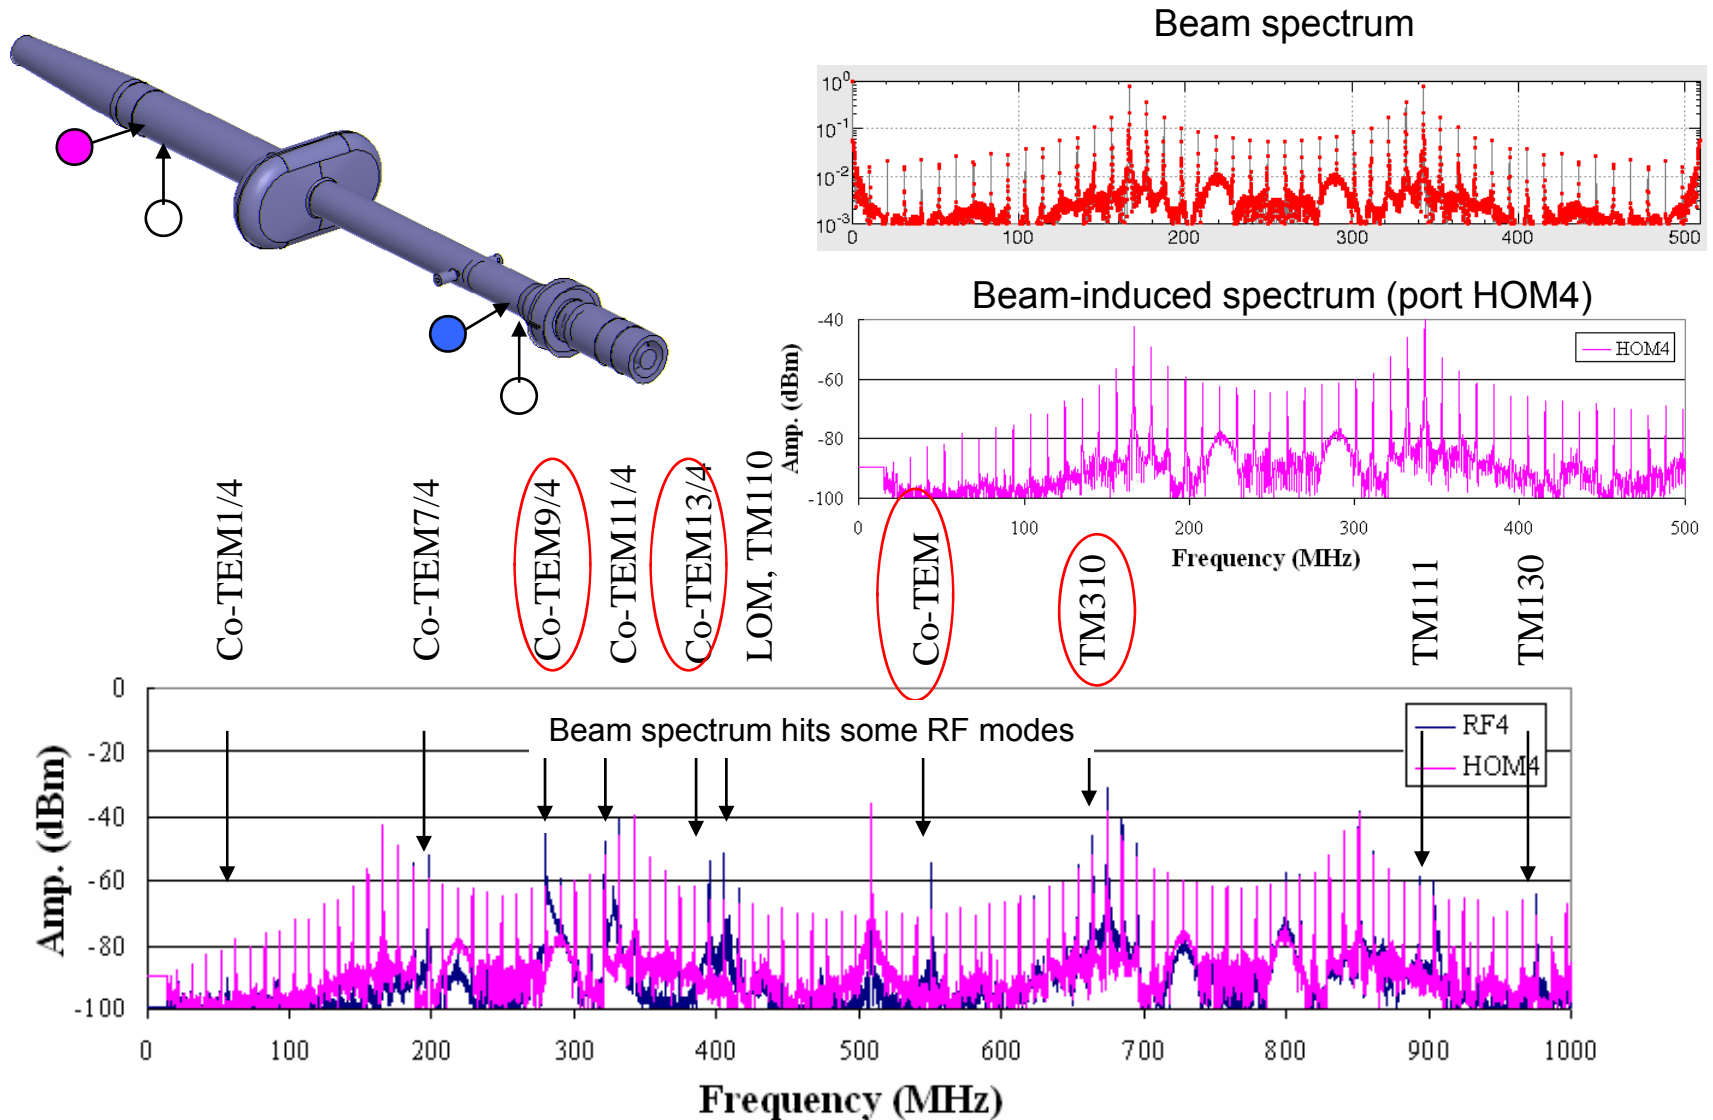 Beam spectrum
10^0
10^-1
10^-2
10^-3
0 100 200 300 400 500
Beam-induced spectrum (port HOM4)
-40
-60
-80
-100
Amp. (dBm)
HOM4
0 100 200 300 400 500
Frequency (MHz)
Co-TEM1/4
Co-TEM7/4
Co-TEM9/4
Co-TEM11/4
Co-TEM13/4
LOM, TM110
Co-TEM
TM310
TM111
TM130
Beam spectrum hits some RF modes
RF4
HOM4
0
-20
-40
-60
-80
-100
Amp. (dBm)
0 100 200 300 400 500 600 700 800 900 1000
Frequency (MHz)